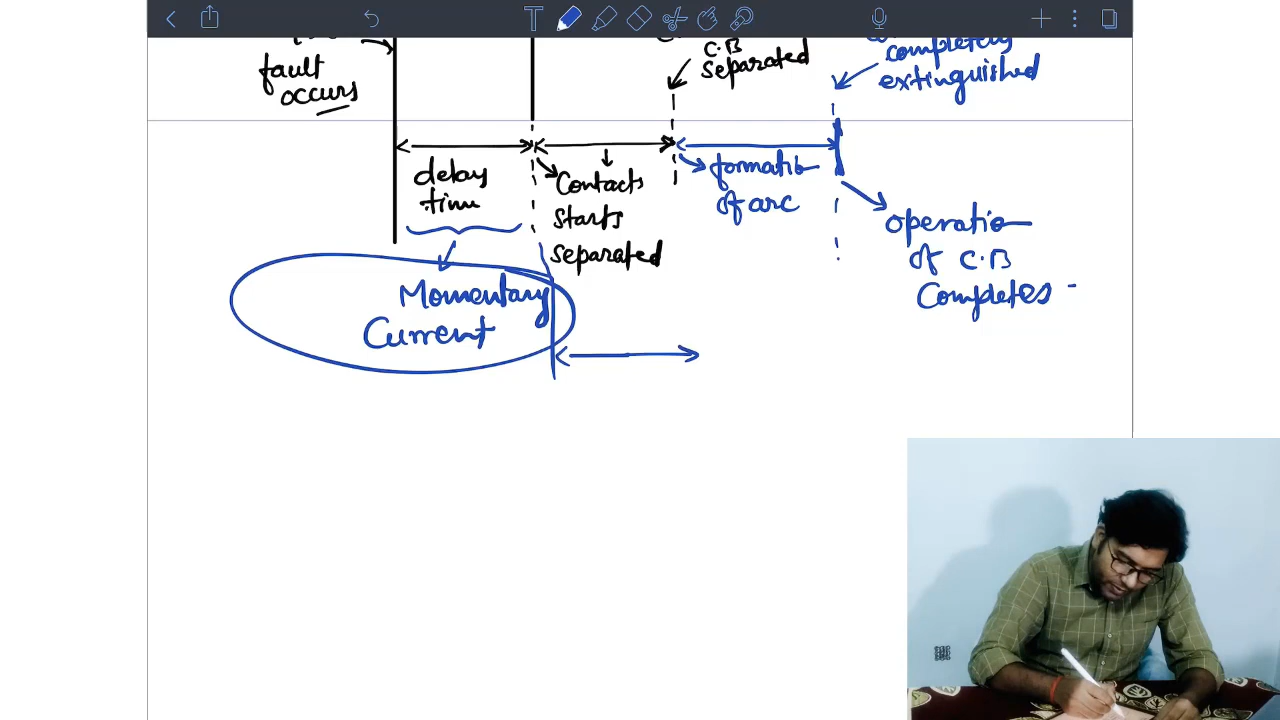 fault
occurs
C.B
separated
completely
extinguished
delay
time
Contacts
starts
separated
formation
of arc
operation
of C.B
Completes
Momentary
Current